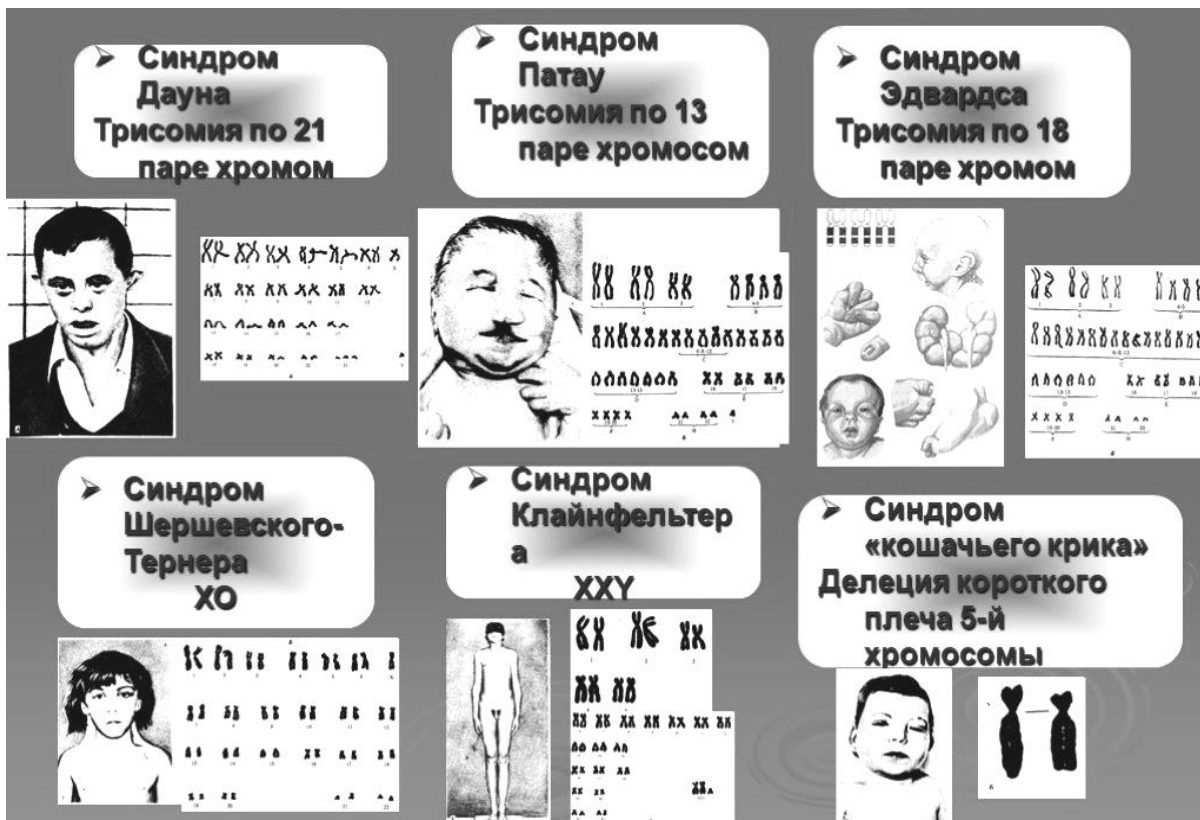 ➤ Синдром
Дауна
Трисомия по 21
паре хромом
➤ Синдром
Патау
Трисомия по 13
паре хромосом
➤ Синдром
Эдвардса
Трисомия по 18
паре хромом
➤ Синдром
Шершевского-
Тернера
ХО
➤ Синдром
Клайнфельтер
а
XXY
➤ Синдром
«кошачьего крика»
Делеция короткого
плеча 5-й
хромосомы